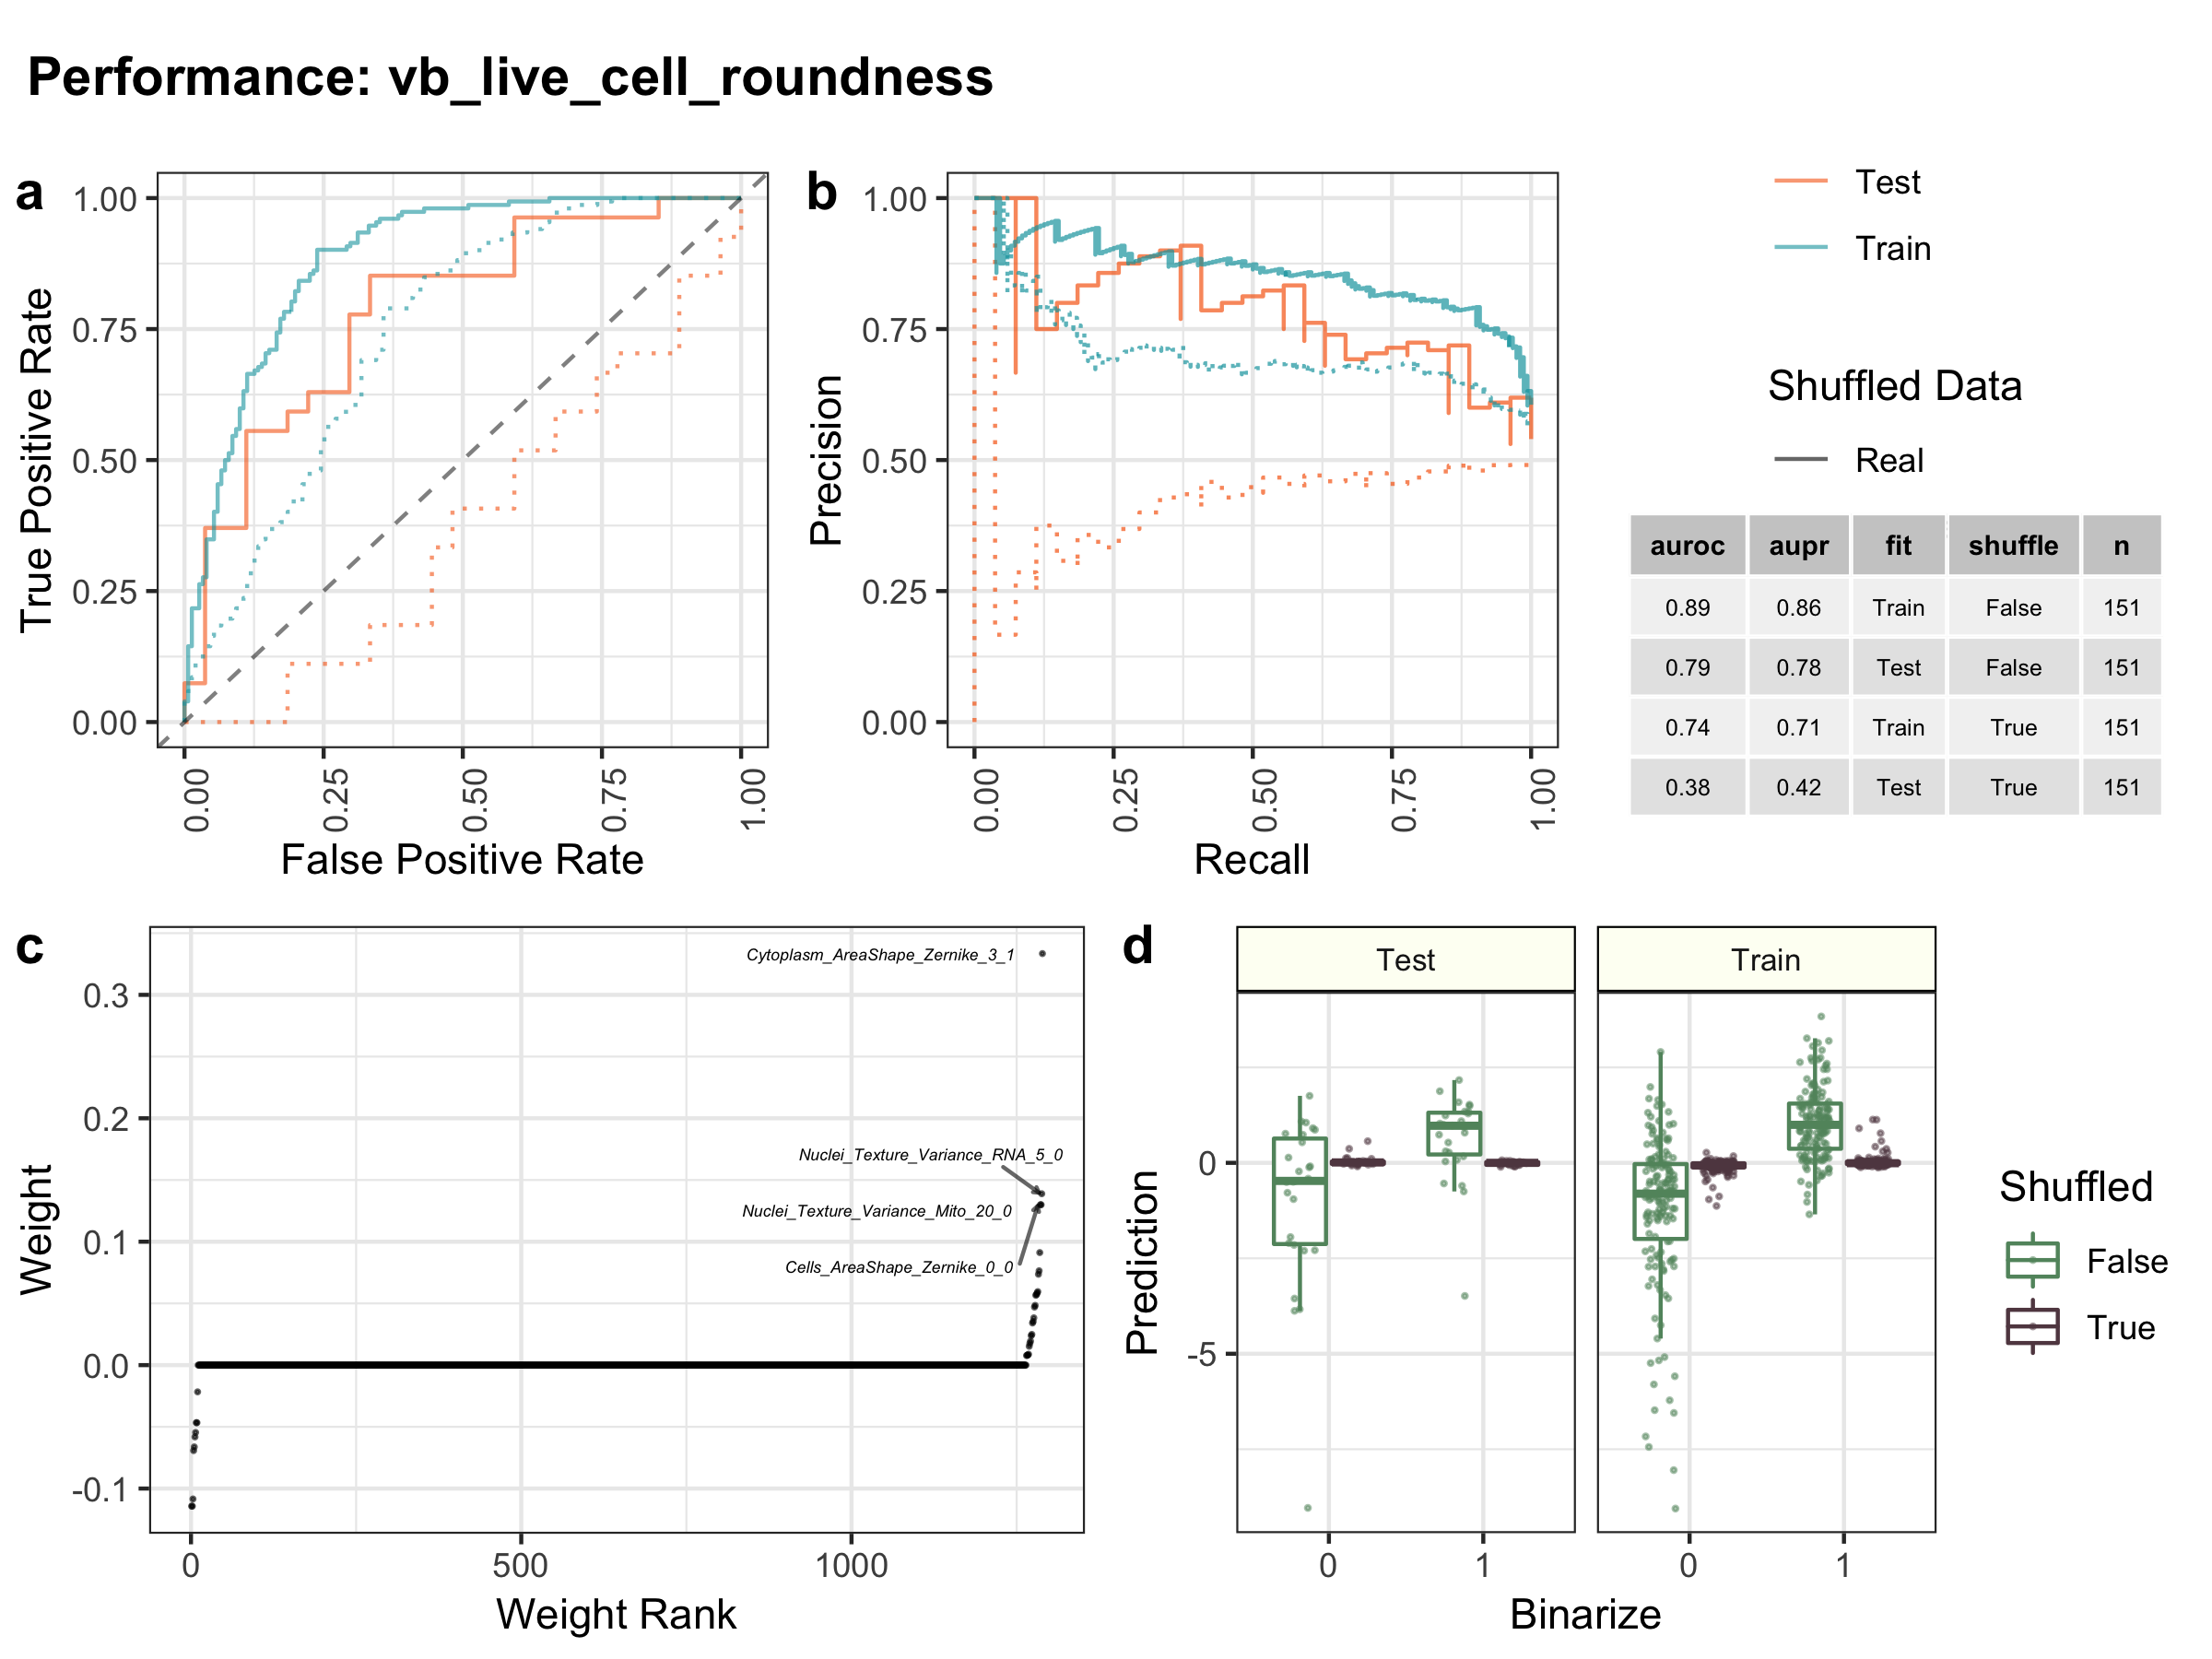 Performance: vb_live_cell_roundness
a
1.00
0.75
0.50
0.25
0.00
True Positive Rate
0.00
0.25
0.50
0.75
1.00
False Positive Rate
b
1.00
0.75
0.50
0.25
0.00
Precision
0.00
0.25
0.50
0.75
1.00
Recall
Test
Train
Shuffled Data
Real
auroc aupr fit shuffle n
0.89 0.86 Train False 151
0.79 0.78 Test False 151
0.74 0.71 Train True 151
0.38 0.42 Test True 151
c
0.3
0.2
0.1
0.0
-0.1
Weight
Cytoplasm_AreaShape_Zernike_3_1
Nuclei_Texture_Variance_RNA_5_0
Nuclei_Texture_Variance_Mito_20_0
Cells_AreaShape_Zernike_0_0
0
500
1000
Weight Rank
d
Test
Train
0
-5
Prediction
0
1
0
1
Binarize
Shuffled
False
True